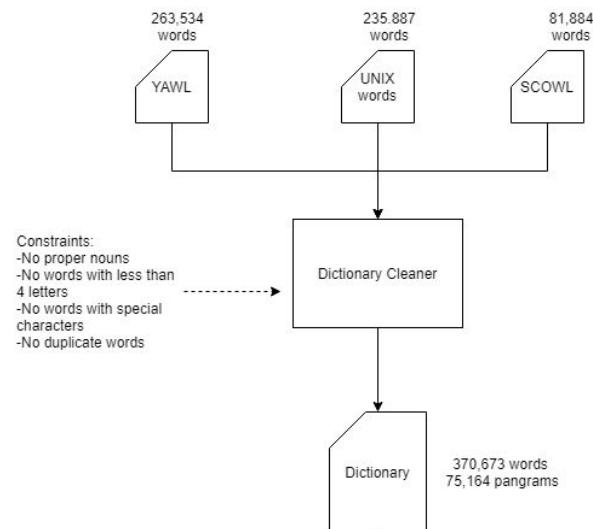 263,534
words
235.887
words
81,884
words
YAWL
UNIX
words
SCOWL
Constraints:
-No proper nouns
-No words with less than
4 letters
-No words with special
characters
-No duplicate words
Dictionary Cleaner
Dictionary
370,673 words
75,164 pangrams